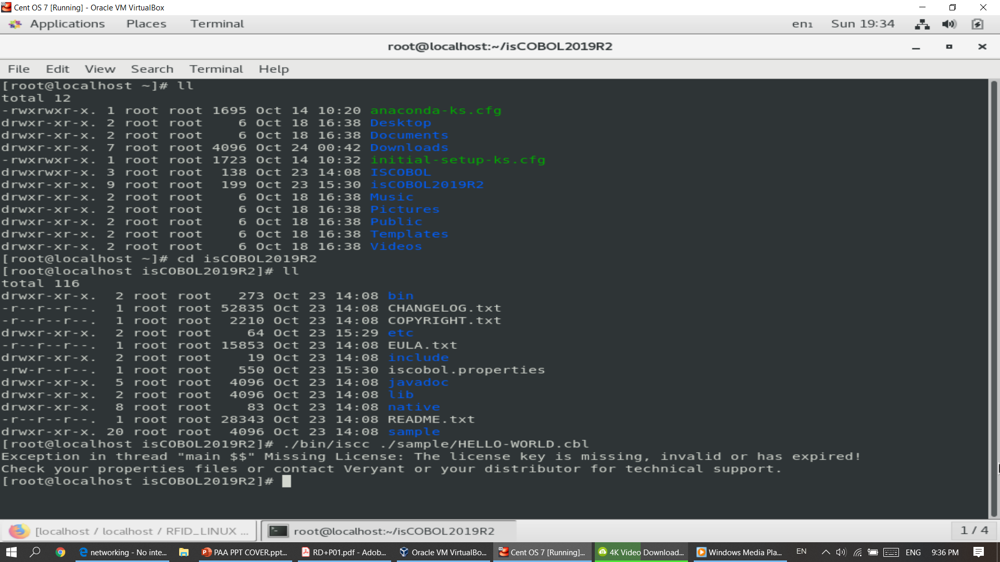 Cent OS 7 [Running] - Oracle VM VirtualBox
Applications Places Terminal en₁ Sun 19:34
root@localhost:~/isCOBOL2019R2
File Edit View Search Terminal Help
[root@localhost ~]# ll
total 12
-rwxrwxr-x. 1 root root 1695 Oct 14 10:20 anaconda-ks.cfg
drwxr-xr-x. 2 root root 6 Oct 18 16:38 Desktop
drwxr-xr-x. 2 root root 6 Oct 18 16:38 Documents
drwxr-xr-x. 7 root root 4096 Oct 24 00:42 Downloads
-rwxrwxr-x. 1 root root 1723 Oct 14 10:32 initial-setup-ks.cfg
drwxrwxr-x. 3 root root 138 Oct 23 14:08 ISCOBOL
drwxr-xr-x. 9 root root 199 Oct 23 15:30 isCOBOL2019R2
drwxr-xr-x. 2 root root 6 Oct 18 16:38 Music
drwxr-xr-x. 2 root root 6 Oct 18 16:38 Pictures
drwxr-xr-x. 2 root root 6 Oct 18 16:38 Public
drwxr-xr-x. 2 root root 6 Oct 18 16:38 Templates
drwxr-xr-x. 2 root root 6 Oct 18 16:38 Videos
[root@localhost ~]# cd isCOBOL2019R2
[root@localhost isCOBOL2019R2]# ll
total 116
drwxr-xr-x. 2 root root 273 Oct 23 14:08 bin
-r--r--r--. 1 root root 52835 Oct 23 14:08 CHANGELOG.txt
-r--r--r--. 1 root root 2210 Oct 23 14:08 COPYRIGHT.txt
drwxr-xr-x. 2 root root 64 Oct 23 15:29 etc
-r--r--r--. 1 root root 15853 Oct 23 14:08 EULA.txt
drwxr-xr-x. 2 root root 19 Oct 23 14:08 include
-rw-r--r--. 1 root root 550 Oct 23 15:30 iscobol.properties
drwxr-xr-x. 5 root root 4096 Oct 23 14:08 javadoc
drwxr-xr-x. 2 root root 4096 Oct 23 14:08 lib
drwxr-xr-x. 8 root root 83 Oct 23 14:08 native
-r--r--r--. 1 root root 28343 Oct 23 14:08 README.txt
drwxr-xr-x. 20 root root 4096 Oct 23 14:08 sample
[root@localhost isCOBOL2019R2]# ./bin/iscc ./sample/HELLO-WORLD.cbl
Exception in thread "main $$" Missing License: The license key is missing, invalid or has expired!
Check your properties files or contact Veryant or your distributor for technical support.
[root@localhost isCOBOL2019R2]#
[localhost / localhost / RFID_LINUX ... root@localhost:~/isCOBOL2019R2 1 / 4
networking - No inte... PAA PPT COVER.ppt... RD+P01.pdf - Adob... Oracle VM VirtualBo... Cent OS 7 [Running]... 4K Video Download... Windows Media Pla... EN ENG 9:36 PM